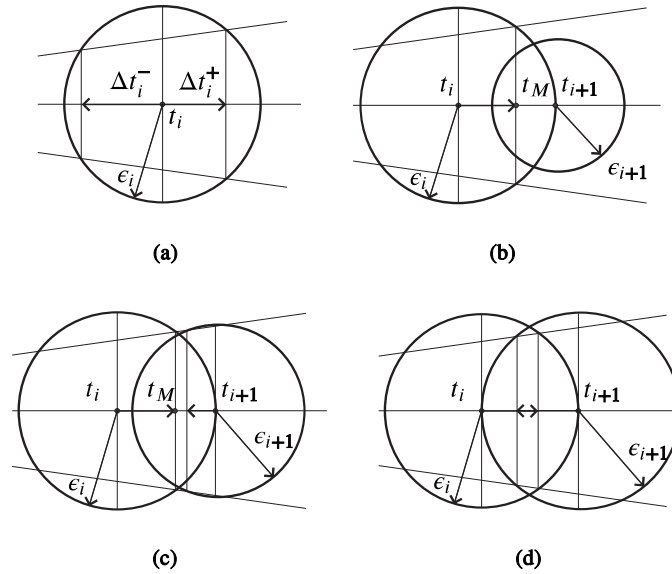 Δt_i^- Δt_i^+
t_i
ϵ_i
(a)
t_i t_M t_{i+1}
ϵ_i ϵ_{i+1}
(b)
t_i t_M t_{i+1}
ϵ_i ϵ_{i+1}
(c)
t_i t_{i+1}
ϵ_i ϵ_{i+1}
(d)